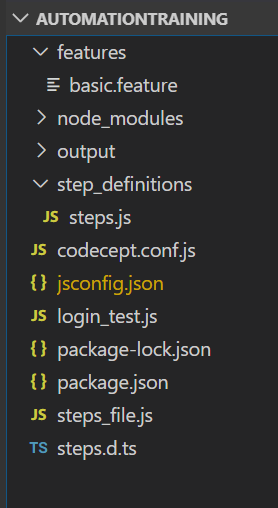 AUTOMATIONTRAINING
features
basic.feature
node_modules
output
step_definitions
JS steps.js
JS codecept.conf.js
{} jsconfig.json
JS login_test.js
{} package-lock.json
{} package.json
JS steps_file.js
TS steps.d.ts